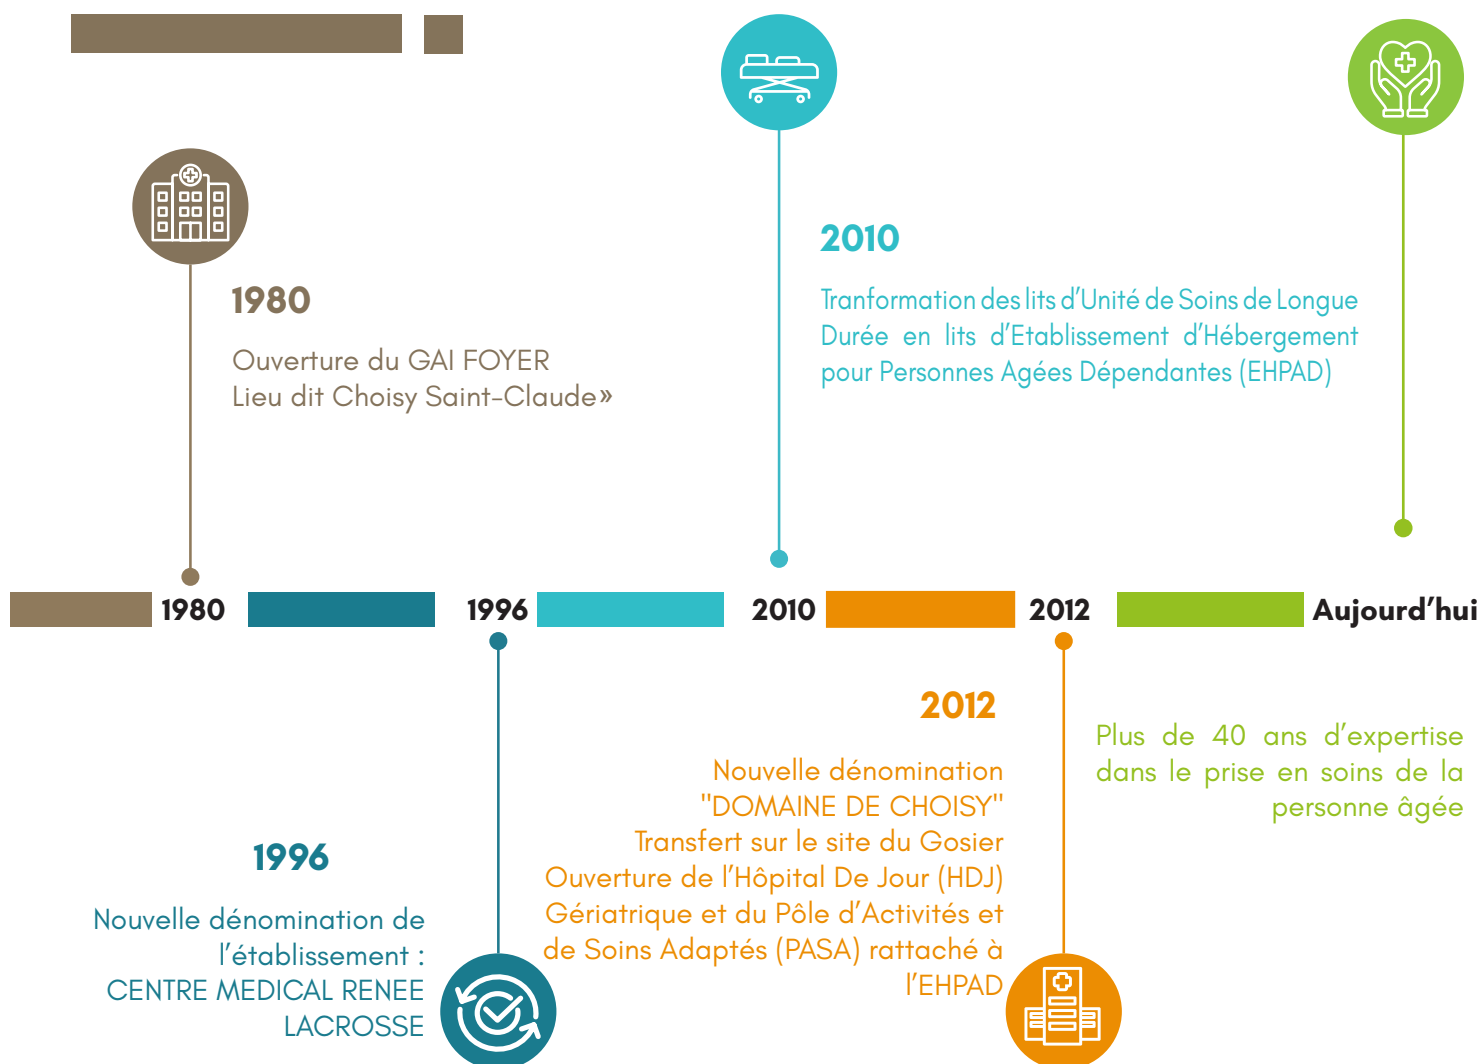 1980
Ouverture du GAI FOYER
Lieu dit Choisy Saint-Claude»
2010
Tranformation des lits d'Unité de Soins de Longue
Durée en lits d'Etablissement d'Hébergement
pour Personnes Agées Dépendantes (EHPAD)
1980
1996
2010
2012
Aujourd'hui
1996
Nouvelle dénomination de
l'établissement :
CENTRE MEDICAL RENEE
LACROSSE
2012
Nouvelle dénomination
"DOMAINE DE CHOISY"
Transfert sur le site du Gosier
Ouverture de l'Hôpital De Jour (HDJ)
Gériatrique et du Pôle d'Activités et
de Soins Adaptés (PASA) rattaché à
l'EHPAD
Plus de 40 ans d'expertise
dans le prise en soins de la
personne âgée